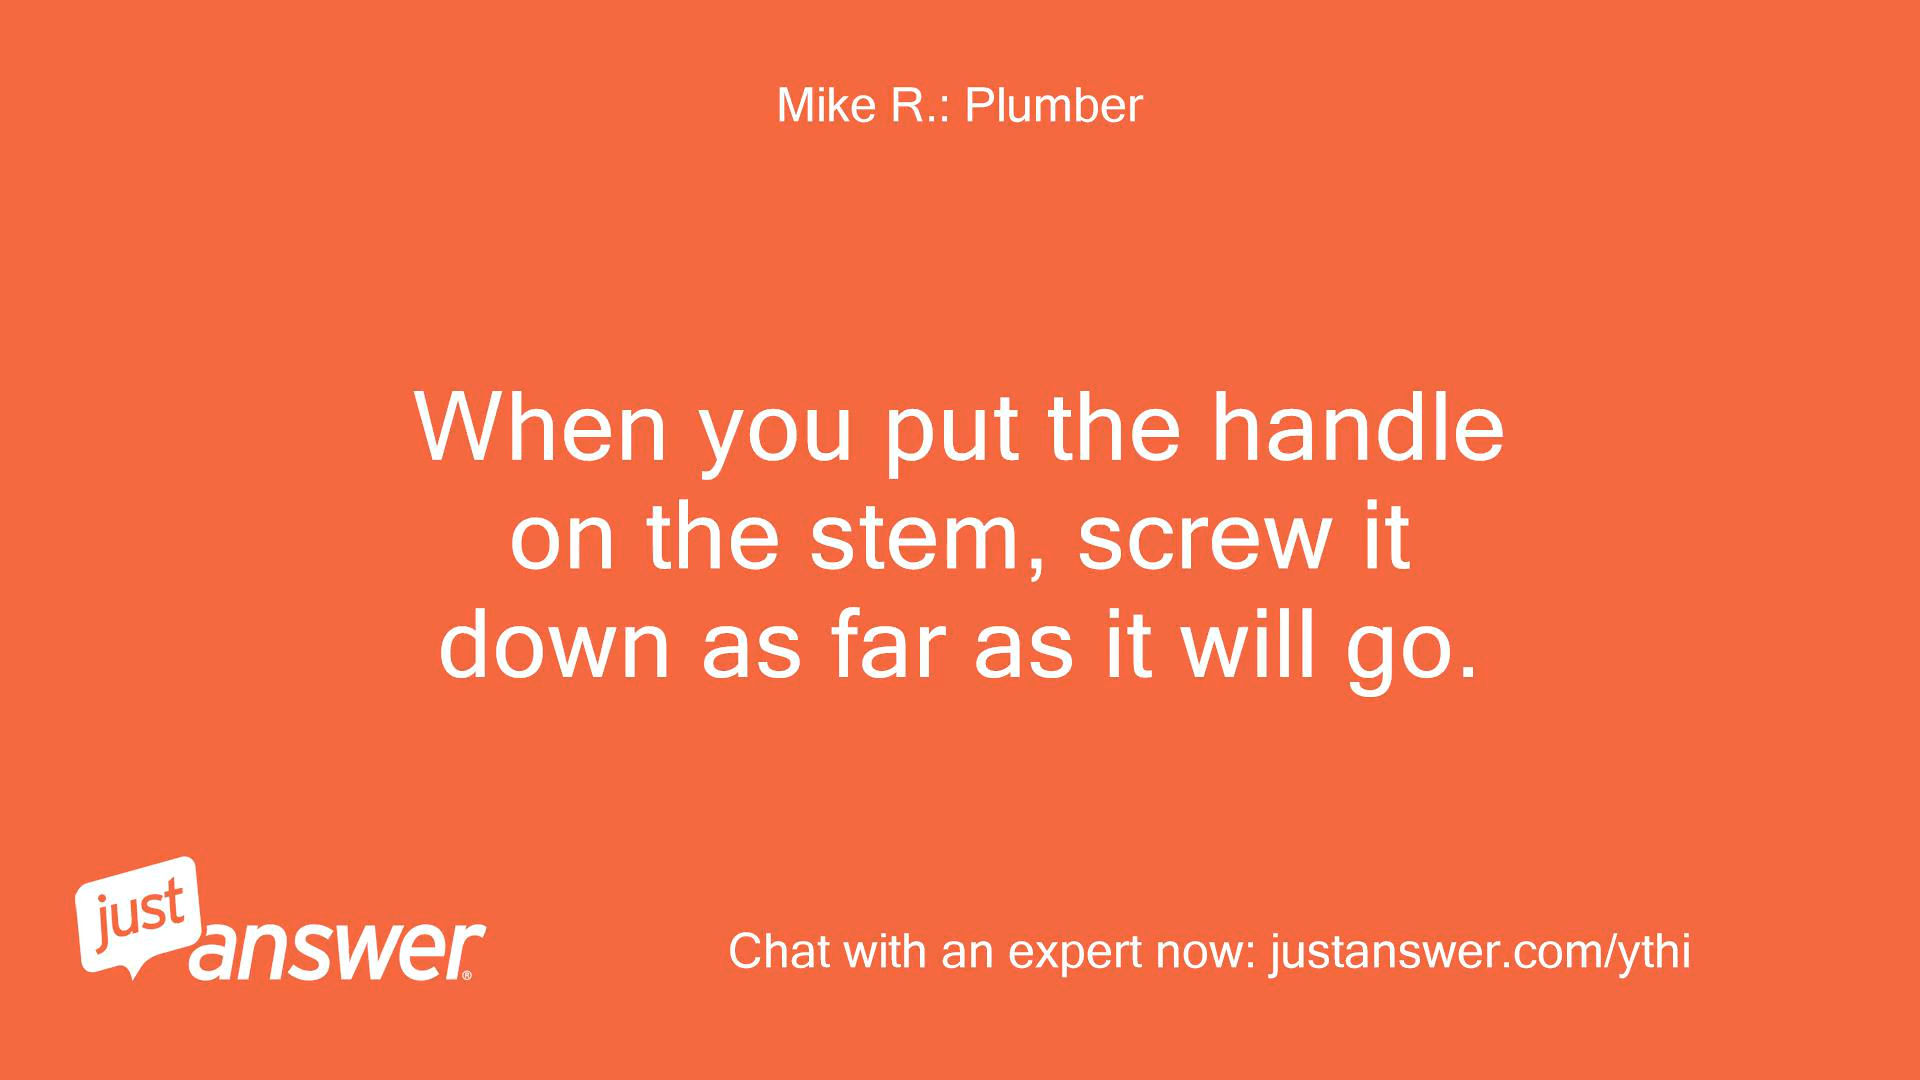 Mike R.: Plumber
When you put the handle
on the stem, screw it
down as far as it will go.
just
answer®
Chat with an expert now: justanswer.com/ythi